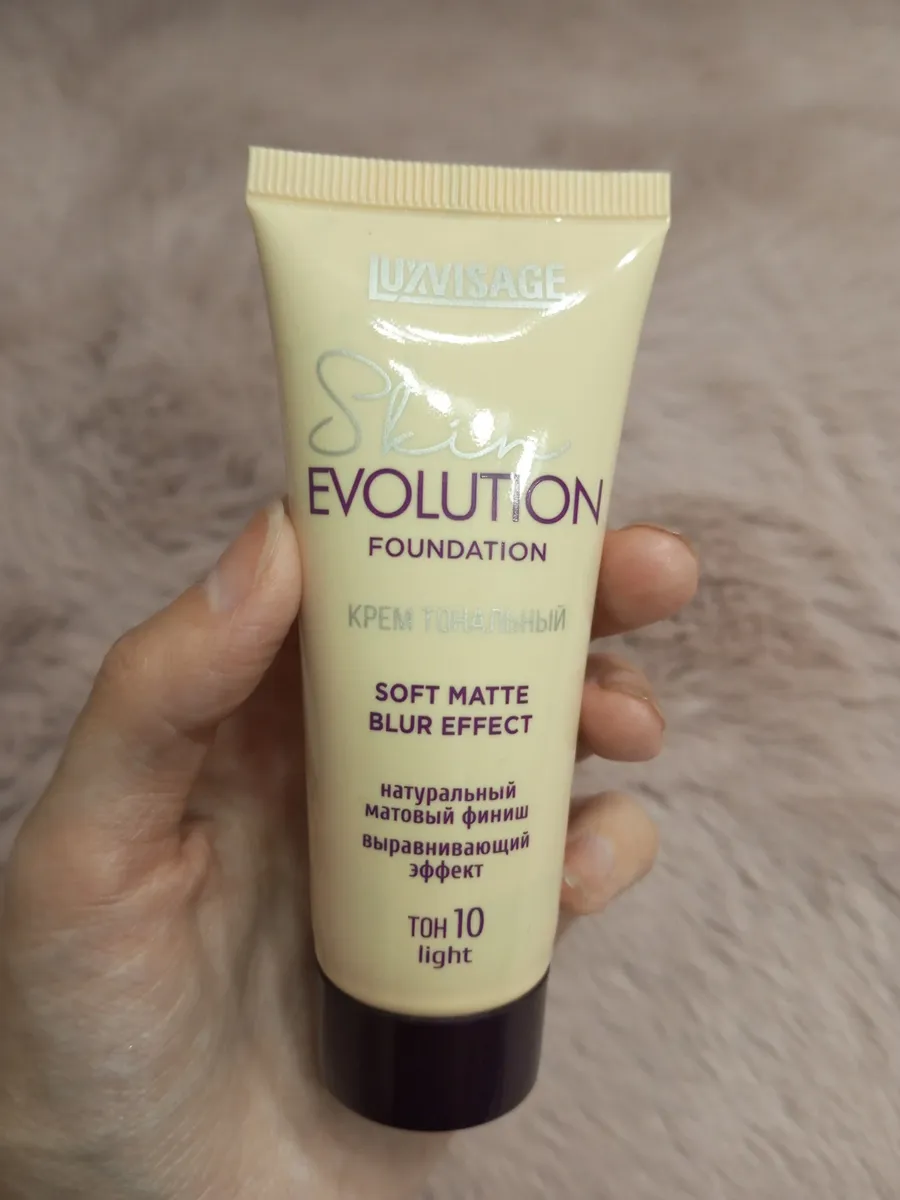 LUXVISAGE
Skin
EVOLUTION
FOUNDATION
КРЕМ ТОНАЛЬНЫЙ
SOFT MATTE
BLUR EFFECT
натуральный
матовый финиш
выравнивающий
эффект
ТОН 10
light